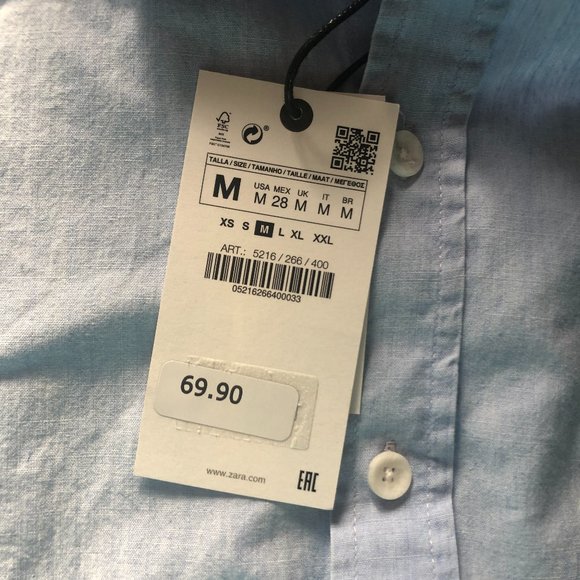 FSC
TALLA / SIZE / TAMANHO / TAILLE / MAAT / ΜΕΓΕΘΟΣ
M USA M MEX 28 UK M IT M BR M
XS S M L XL XXL
ART.: 5216 / 266 / 400
05216266400033
69.90
www.zara.com
EAC